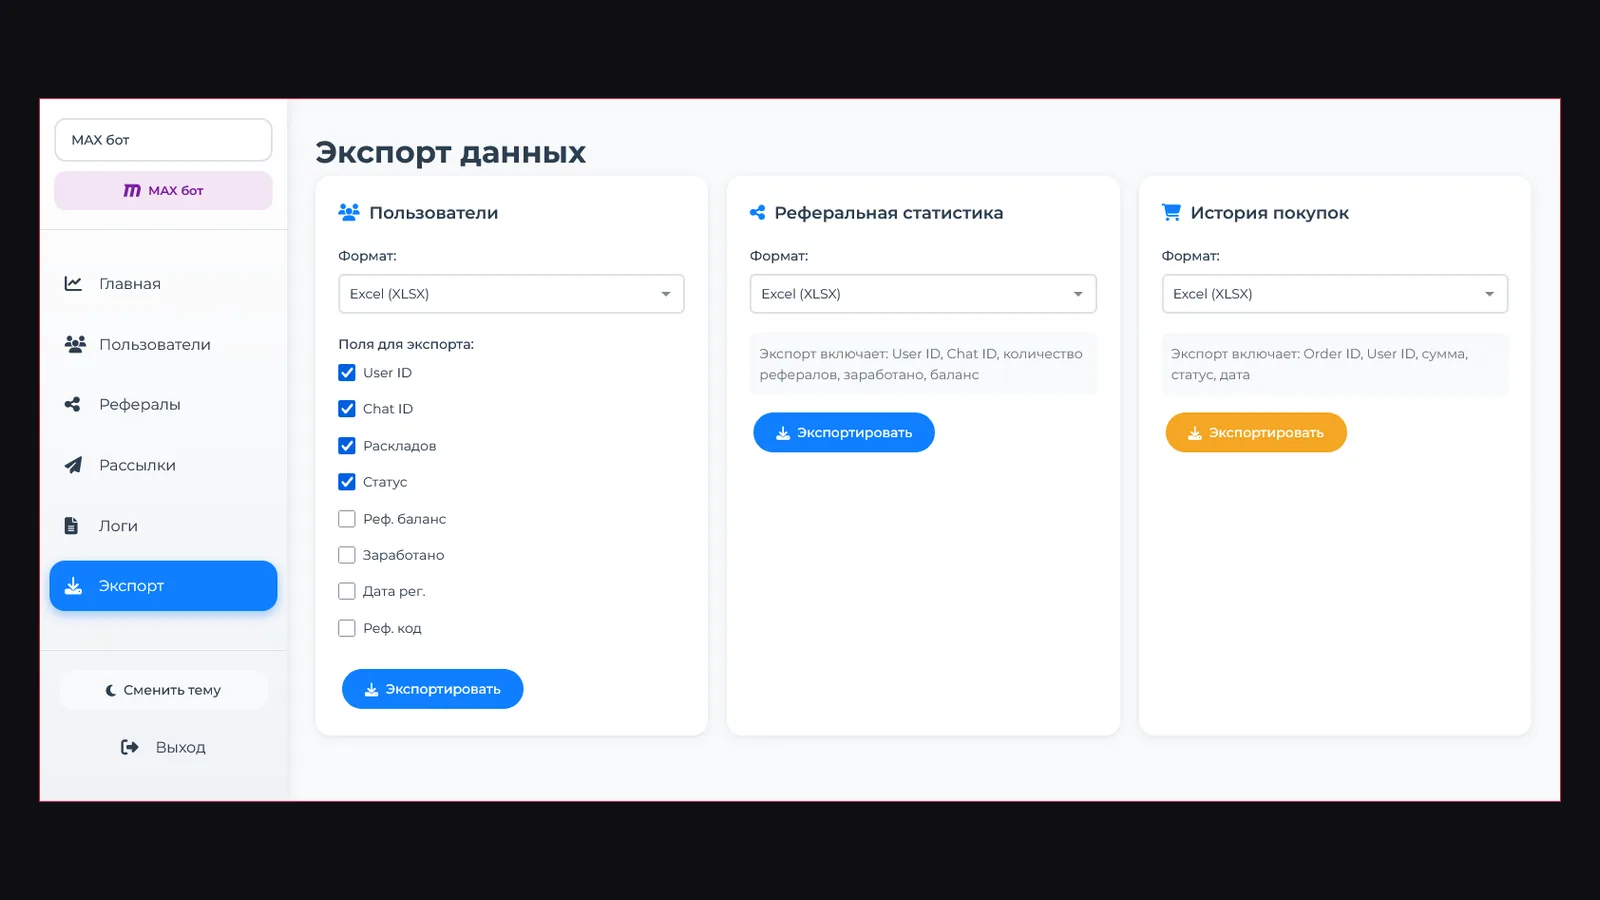 MAX бот
MAX бот
Главная
Пользователи
Рефералы
Рассылки
Логи
Экспорт
Сменить тему
Выход
Экспорт данных
Пользователи
Формат:
Excel (XLSX)
Поля для экспорта:
User ID
Chat ID
Раскладов
Статус
Реф. баланс
Заработано
Дата рег.
Реф. код
Экспортировать
Реферальная статистика
Формат:
Excel (XLSX)
Экспорт включает: User ID, Chat ID, количество
рефералов, заработано, баланс
Экспортировать
История покупок
Формат:
Excel (XLSX)
Экспорт включает: Order ID, User ID, сумма,
статус, дата
Экспортировать